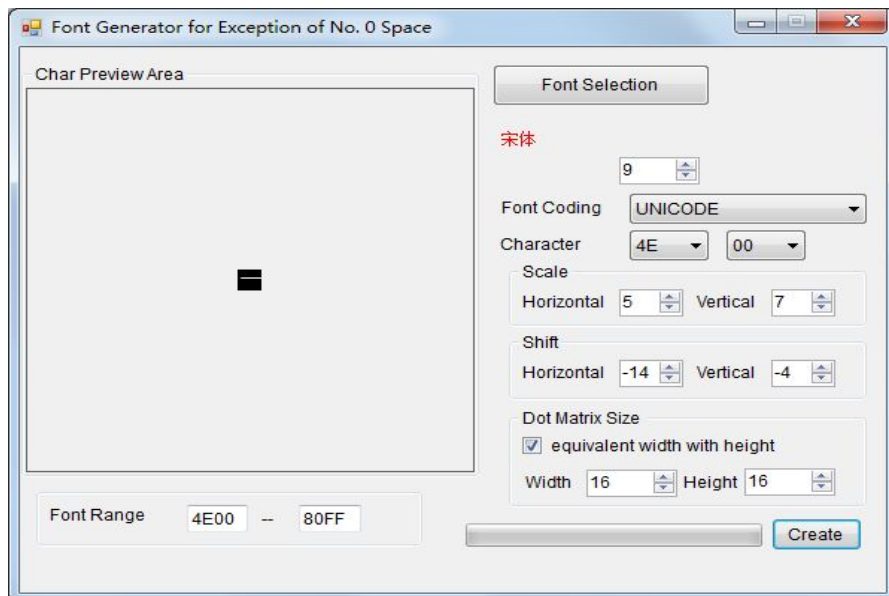 Font Generator for Exception of No. 0 Space
Char Preview Area
Font Selection
宋体
9
Font Coding UNICODE
Character 4E 00
Scale
Horizontal 5 Vertical 7
Shift
Horizontal -14 Vertical -4
Dot Matrix Size
equivalent width with height
Width 16 Height 16
Font Range 4E00 -- 80FF
Create